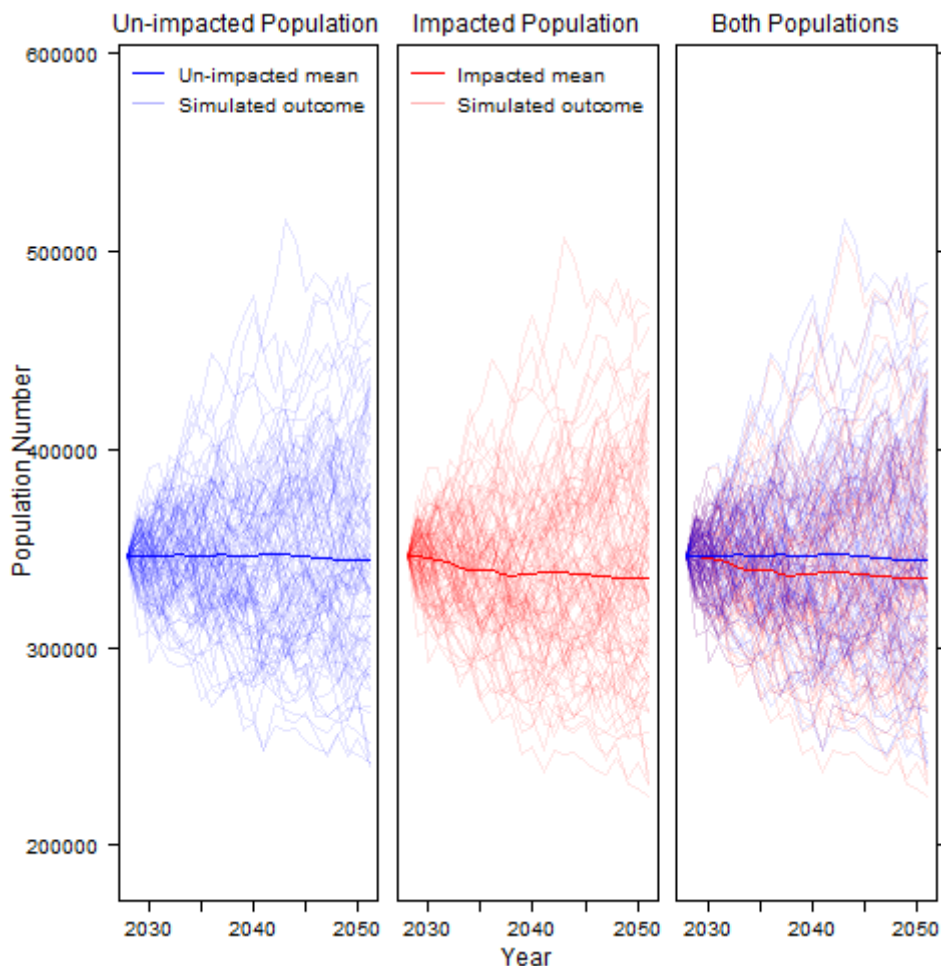 Un-impacted Population
Impacted Population
Both Populations
Un-impacted mean
Simulated outcome
Impacted mean
Simulated outcome
600000
500000
400000
300000
200000
Population Number
2030
2040
2050
2030
2040
2050
2030
2040
2050
Year